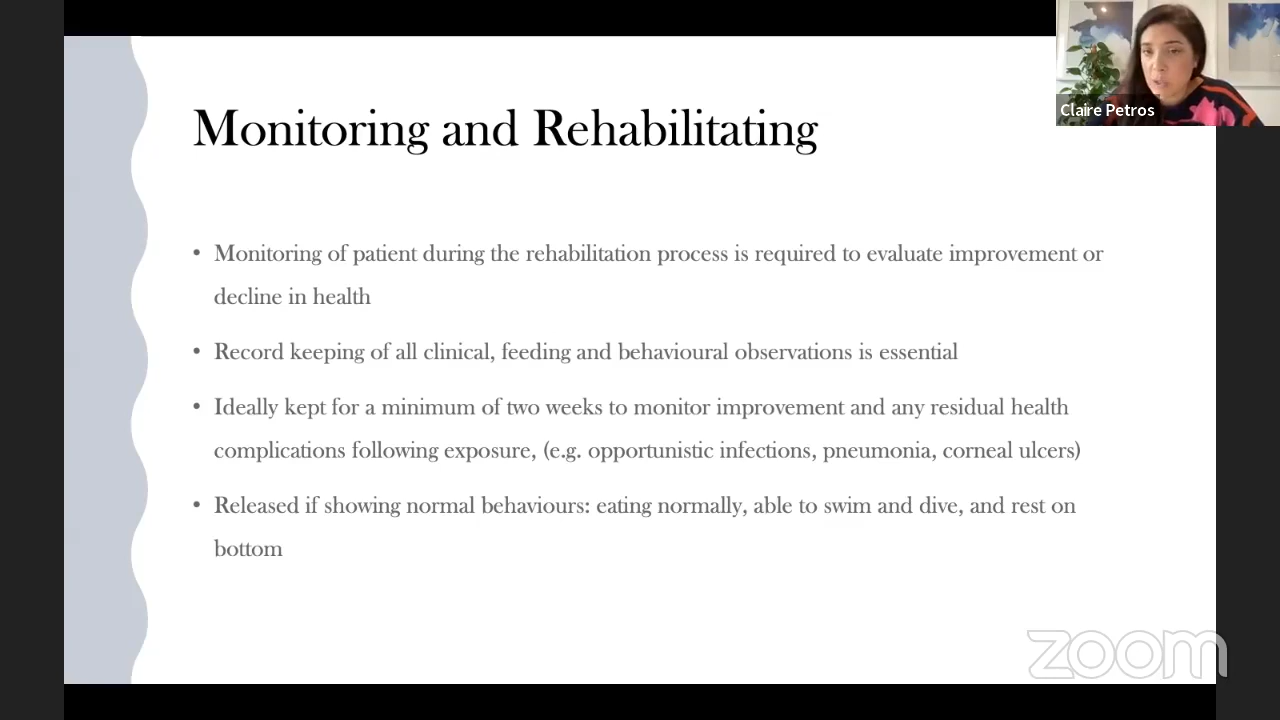 Claire Petros
Monitoring and Rehabilitating
• Monitoring of patient during the rehabilitation process is required to evaluate improvement or
decline in health
• Record keeping of all clinical, feeding and behavioural observations is essential
• Ideally kept for a minimum of two weeks to monitor improvement and any residual health
complications following exposure, (e.g. opportunistic infections, pneumonia, corneal ulcers)
• Released if showing normal behaviours: eating normally, able to swim and dive, and rest on
bottom
zoom